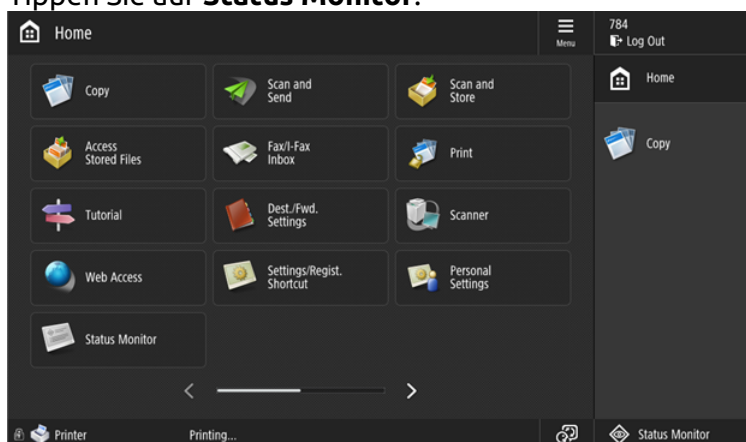 Tippen Sie auf Status Monitor.
Home
Menu
784
Log Out
Home
Copy
Copy
Scan and
Send
Scan and
Store
Access
Stored Files
Fax/I-Fax
Inbox
Print
Tutorial
Dest./Fwd.
Settings
Scanner
Web Access
Settings/Regist.
Shortcut
Personal
Settings
Status Monitor
Printer
Printing...
Status Monitor